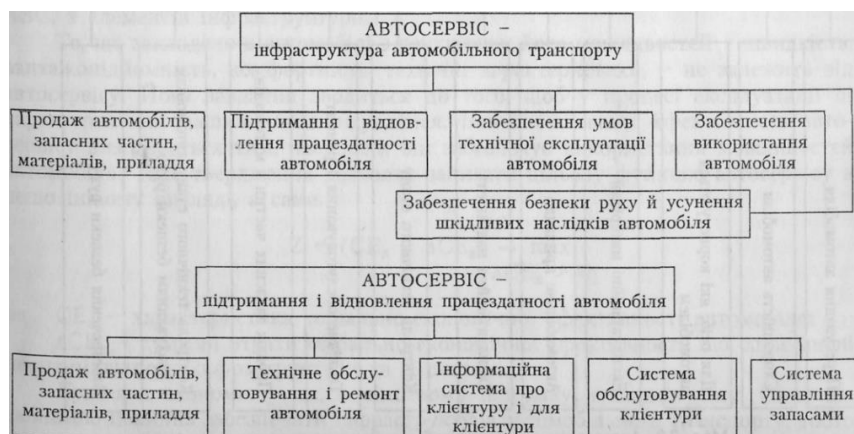 АВТОСЕРВІС —
інфраструктура автомобільного транспорту
Продаж автомобілів,
запасних частин,
матеріалів, приладдя
Підтримання і віднов-
лення працездатності
автомобіля
Забезпечення умов
технічної експлуатації
автомобіля
Забезпечення
використання
автомобіля
Забезпечення безпеки руху й усунення
шкідливих наслідків автомобіля
АВТОСЕРВІС —
підтримання і відновлення працездатності автомобіля
Продаж автомобілів,
запасних частин,
матеріалів, приладдя
Технічне обслу-
говування і ремонт
автомобіля
Інформаційна
система про
клієнтуру і для
клієнтури
Система
обслуговування
клієнтури
Система
управління
запасами